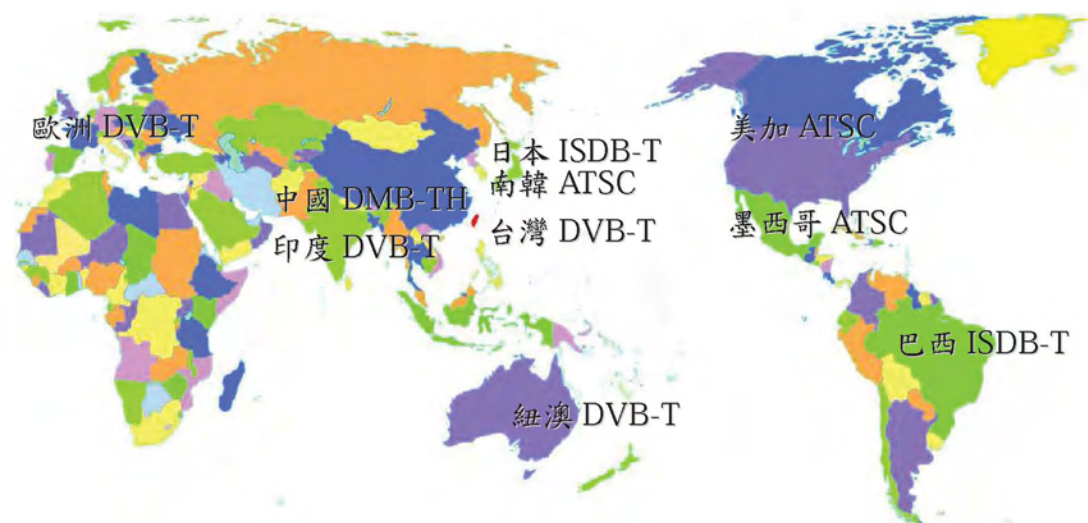 歐洲 DVB-T
美加 ATSC
日本 ISDB-T
南韓 ATSC
中國 DMB-TH
台灣 DVB-T
墨西哥 ATSC
印度 DVB-T
巴西 ISDB-T
紐澳 DVB-T